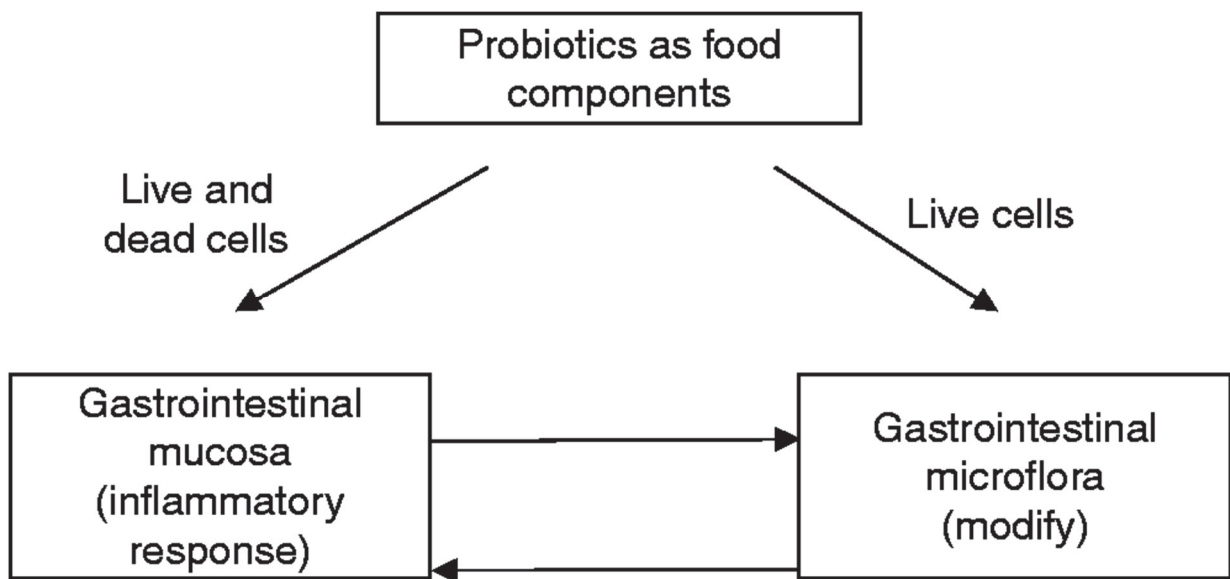 Probiotics as food
components
Live and
dead cells
Live cells
Gastrointestinal
mucosa
(inflammatory
response)
Gastrointestinal
microflora
(modify)